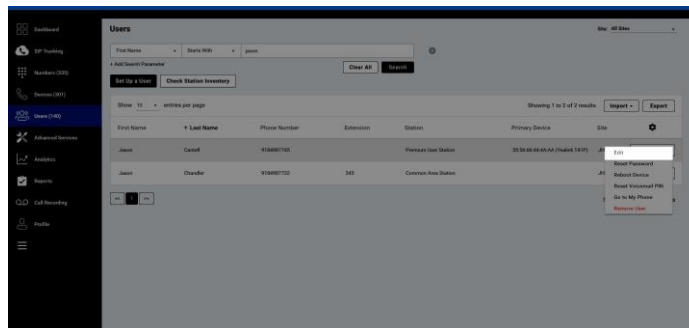 Dashboard
SIP Trunking
Numbers (333)
Devices (301)
Users (140)
Advanced Services
Analytics
Reports
Call Recording
Profile
Users
Site: All Sites
First Name Starts With jason
+ Add Search Parameter
Clear All Search
Set Up a User Check Station Inventory
Show 10 entries per page
Showing 1 to 2 of 2 results Import Export
First Name + Last Name Phone Number Extension Station Primary Device Site
Jason Cantell Premium User Station
Jason Chandler Common Area Station
<< 1 >>
Edit
Reset Password
Reboot Device
Reset Voicemail PIN
Go to My Phone
Remove User